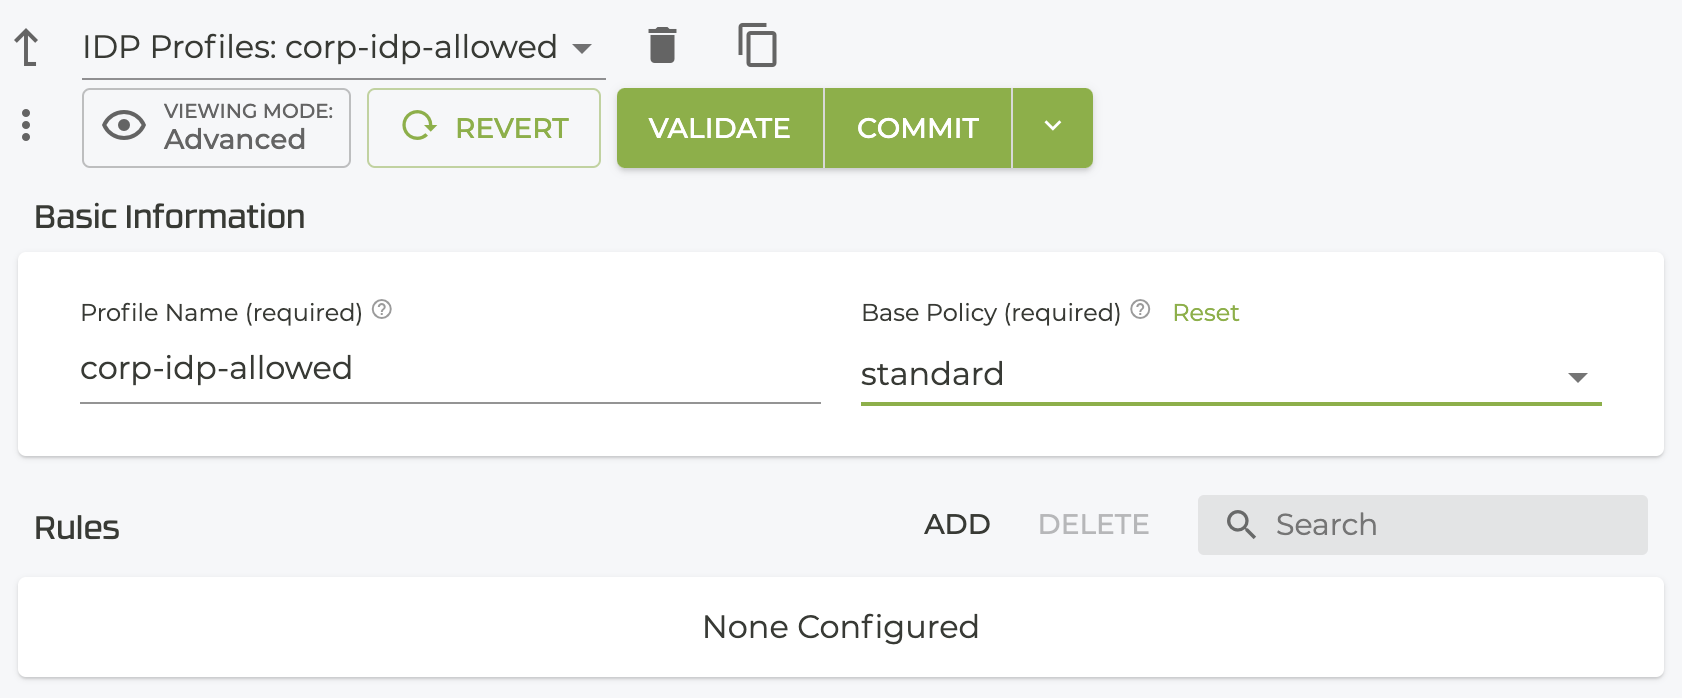 IDP Profiles: corp-idp-allowed
VIEWING MODE:
Advanced
REVERT
VALIDATE
COMMIT
Basic Information
Profile Name (required)
Base Policy (required) Reset
corp-idp-allowed
standard
Rules
ADD
DELETE
Search
None Configured